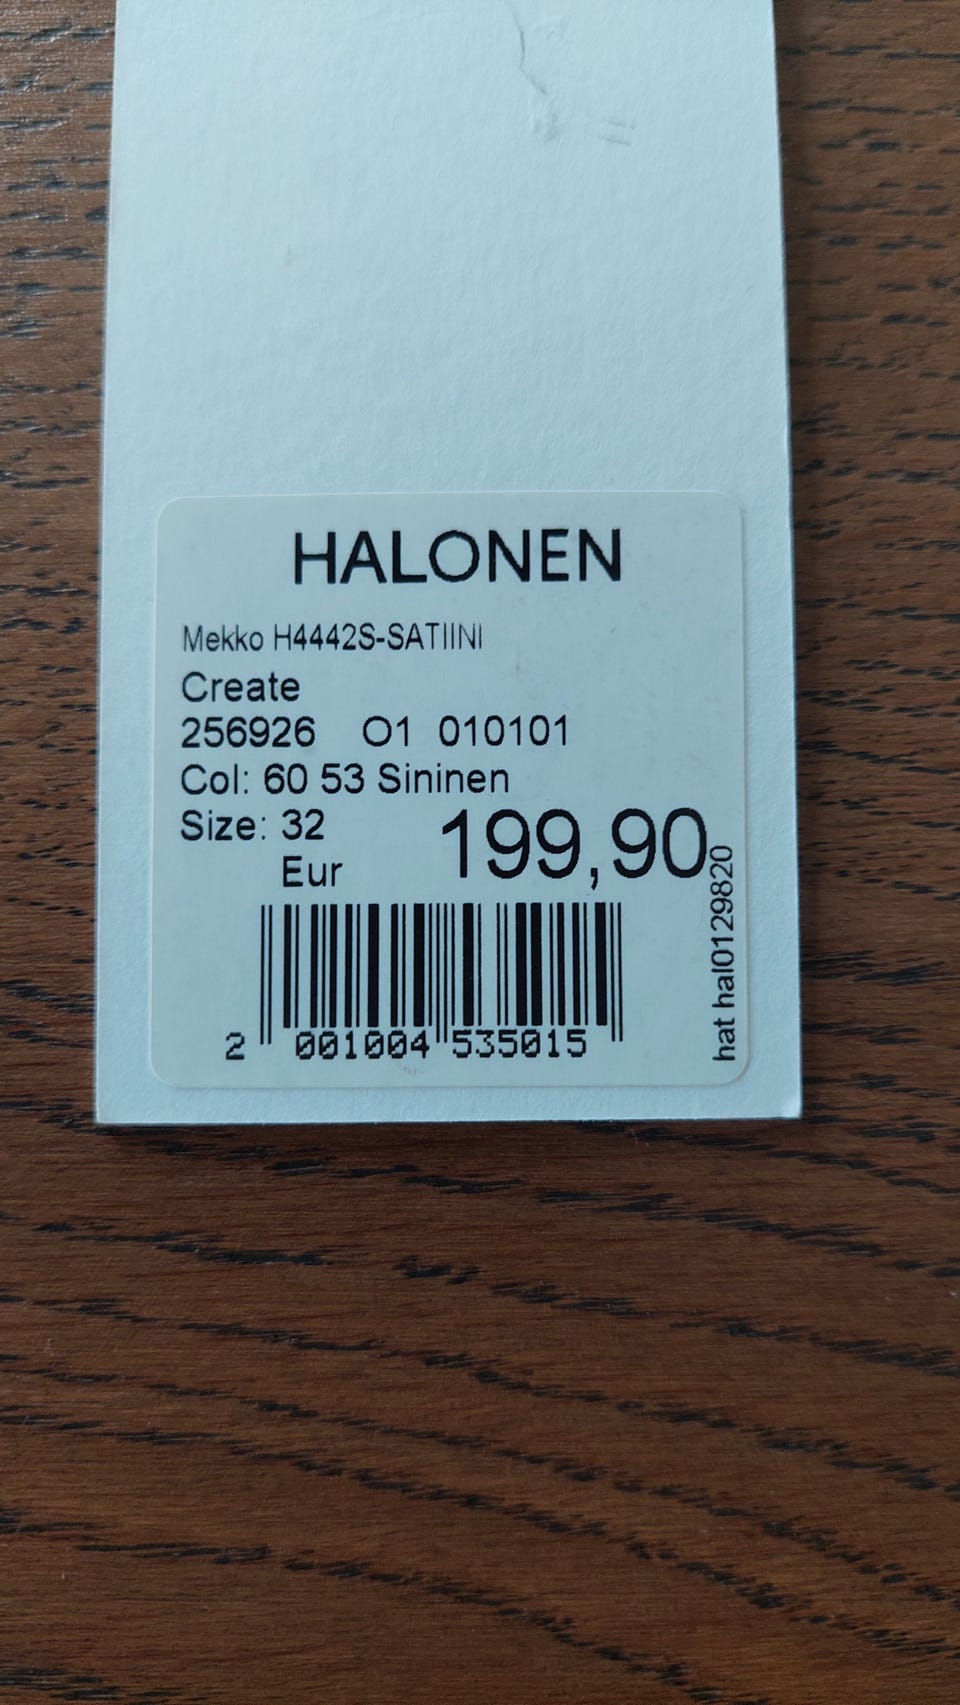 HALONEN
Mekko H4442S-SATIINI
Create
256926 O1 010101
Col: 60 53 Sininen
Size: 32
Eur 199,90
hat hal0129820
2 001004 535015